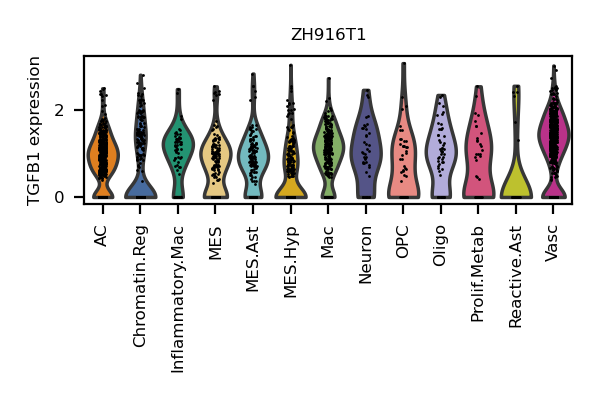 ZH916T1
TGFB1 expression
2
0
AC
Chromatin.Reg
Inflammatory.Mac
MES
MES.Ast
MES.Hyp
Mac
Neuron
OPC
Oligo
Prolif.Metab
Reactive.Ast
Vasc